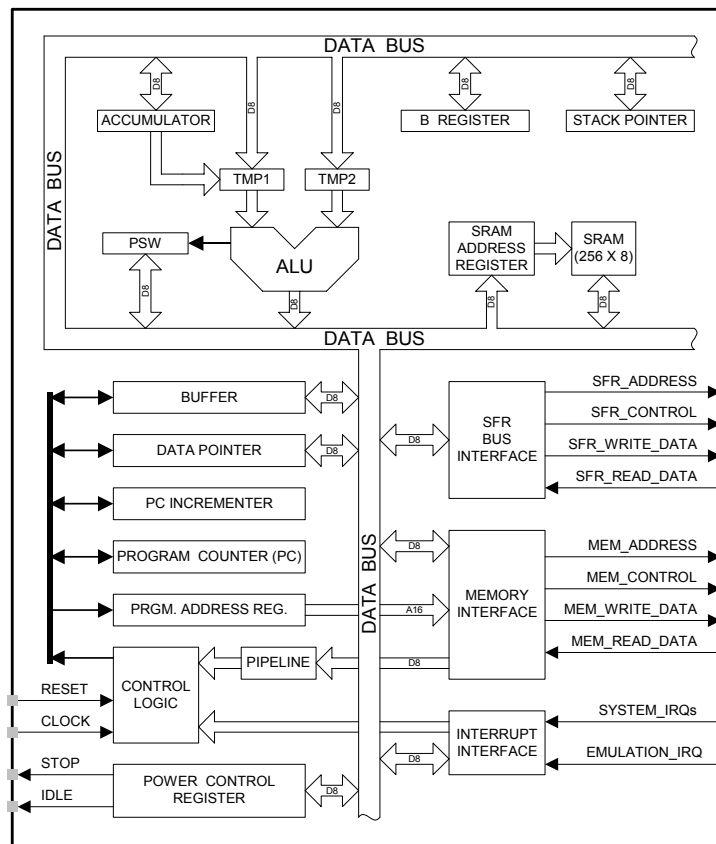 DATA BUS
D8
D8
D8
D8
D8
ACCUMULATOR
B REGISTER
STACK POINTER
DATA BUS
TMP1
TMP2
PSW
ALU
SRAM
ADDRESS
REGISTER
SRAM
(256 X 8)
D8
D8
D8
D8
DATA BUS
BUFFER
D8
DATA POINTER
D8
PC INCREMENTER
PROGRAM COUNTER (PC)
PRGM. ADDRESS REG.
A16
DATA BUS
D8
SFR
BUS
INTERFACE
SFR_ADDRESS
SFR_CONTROL
SFR_WRITE_DATA
SFR_READ_DATA
D8
MEMORY
INTERFACE
MEM_ADDRESS
MEM_CONTROL
MEM_WRITE_DATA
MEM_READ_DATA
CONTROL
LOGIC
PIPELINE
D8
RESET
CLOCK
INTERRUPT
INTERFACE
SYSTEM_IRQs
EMULATION_IRQ
D8
STOP
IDLE
POWER CONTROL
REGISTER
D8